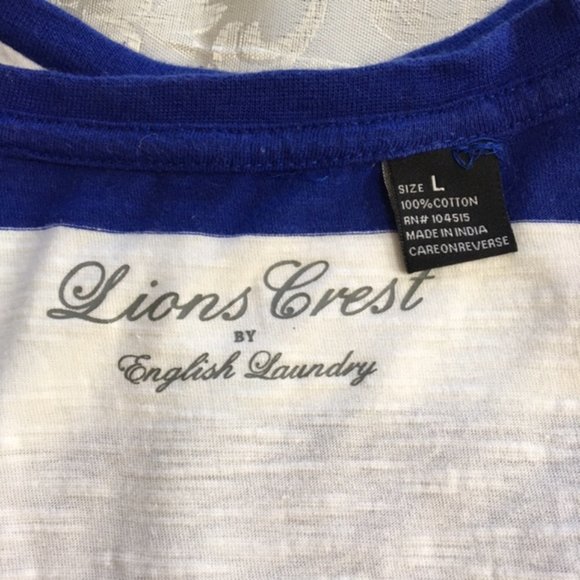 SIZE L
100%COTTON
RN# 104515
MADE IN INDIA
CAREONREVERSE
Lions Crest
BY
English Laundry